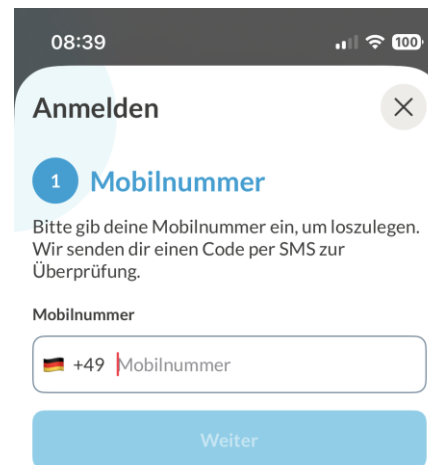 08:39
100
Anmelden
1 Mobilnummer
Bitte gib deine Mobilnummer ein, um loszulegen.
Wir senden dir einen Code per SMS zur
Überprüfung.
Mobilnummer
+49 Mobilnummer
Weiter